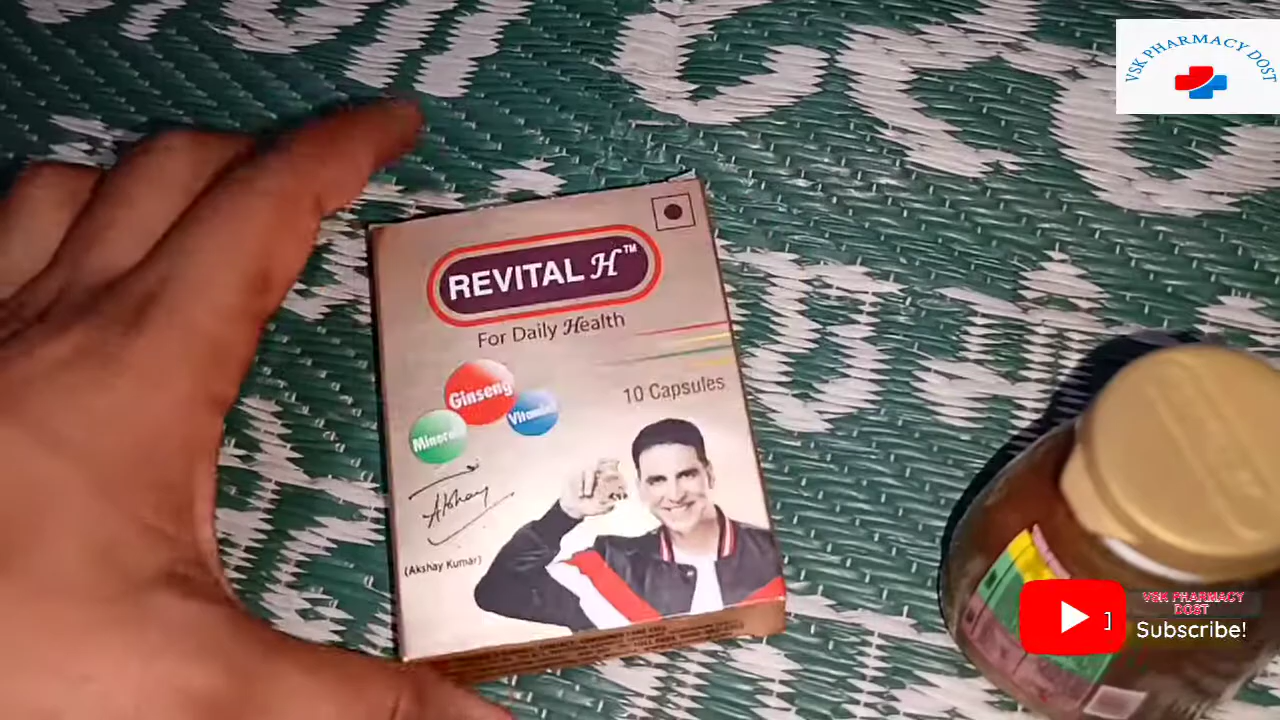 VSK PHARMACY DOST
REVITAL H™
For Daily Health
Ginseng
Vitamins
Minerals
10 Capsules
Akshay
(Akshay Kumar)
VSK PHARMACY
DOST
]
Subscribe!